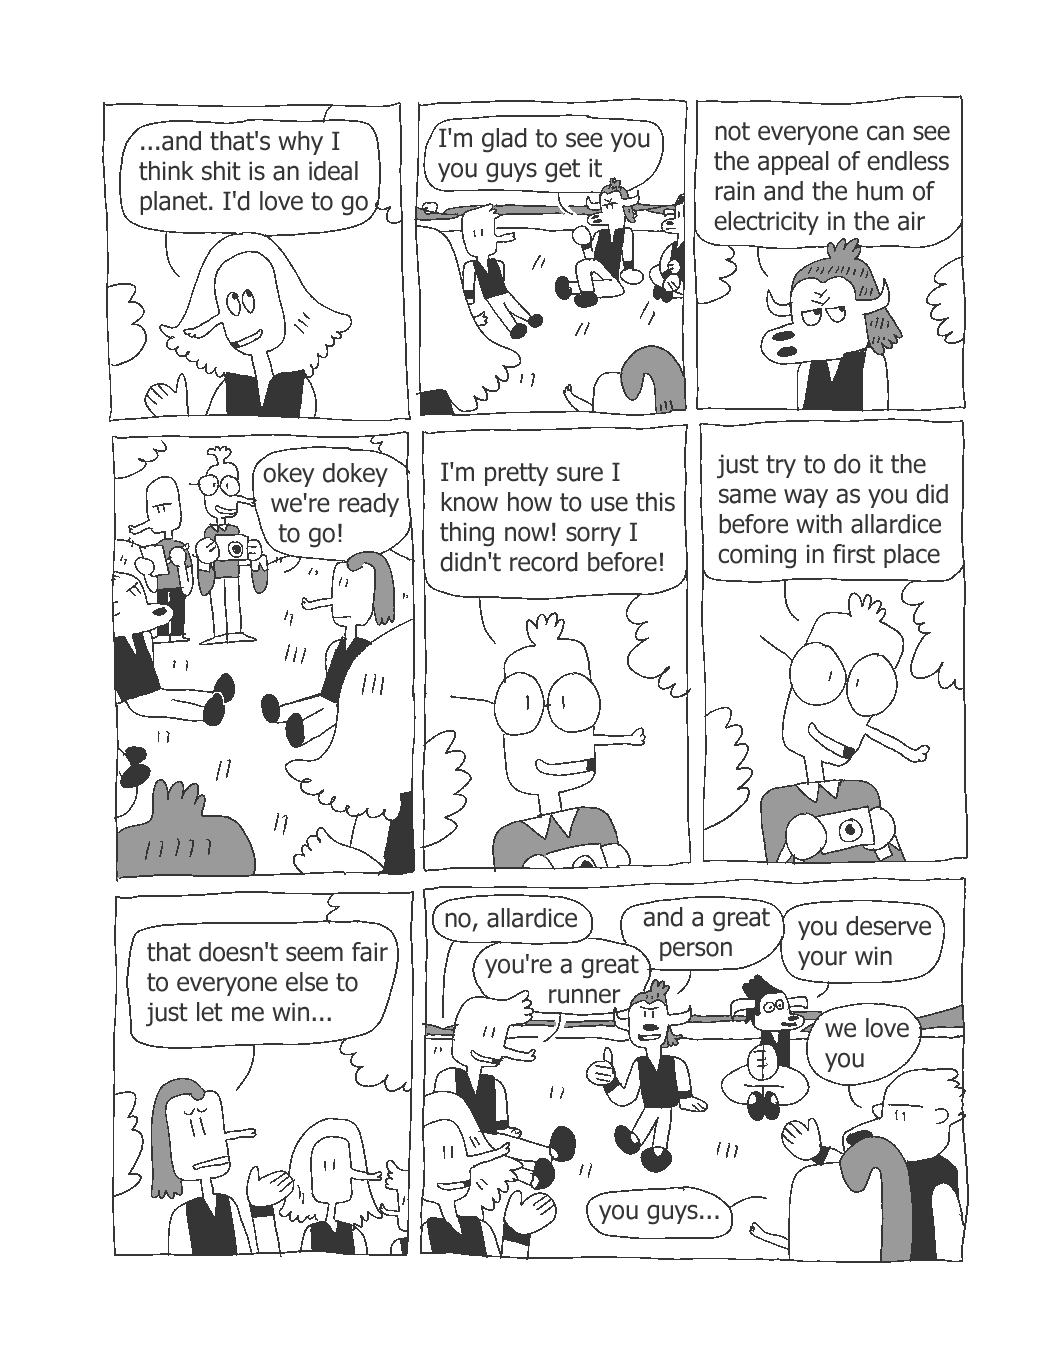 ...and that's why I
think shit is an ideal
planet. I'd love to go
I'm glad to see you
you guys get it
not everyone can see
the appeal of endless
rain and the hum of
electricity in the air
okey dokey
we're ready
to go!
I'm pretty sure I
know how to use this
thing now! sorry I
didn't record before!
just try to do it the
same way as you did
before with allardice
coming in first place
that doesn't seem fair
to everyone else to
just let me win...
no, allardice
you're a great
runner
and a great
person
you deserve
your win
we love
you
you guys...